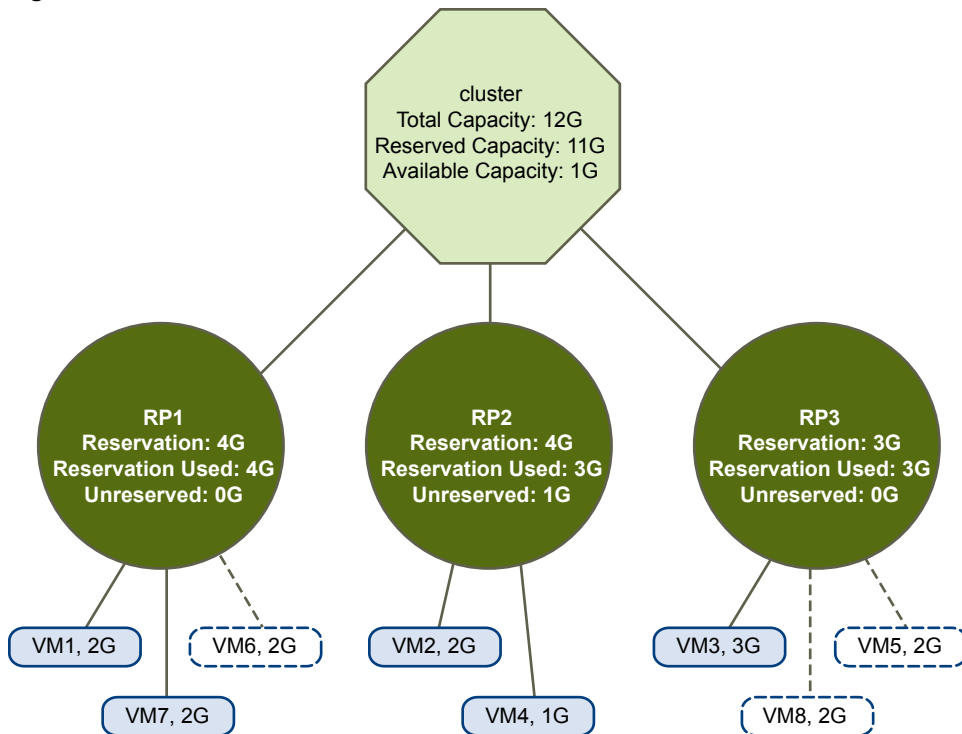 cluster
Total Capacity: 12G
Reserved Capacity: 11G
Available Capacity: 1G
RP1
Reservation: 4G
Reservation Used: 4G
Unreserved: 0G
RP2
Reservation: 4G
Reservation Used: 3G
Unreserved: 1G
RP3
Reservation: 3G
Reservation Used: 3G
Unreserved: 0G
VM1, 2G
VM6, 2G
VM2, 2G
VM3, 3G
VM5, 2G
VM7, 2G
VM4, 1G
VM8, 2G